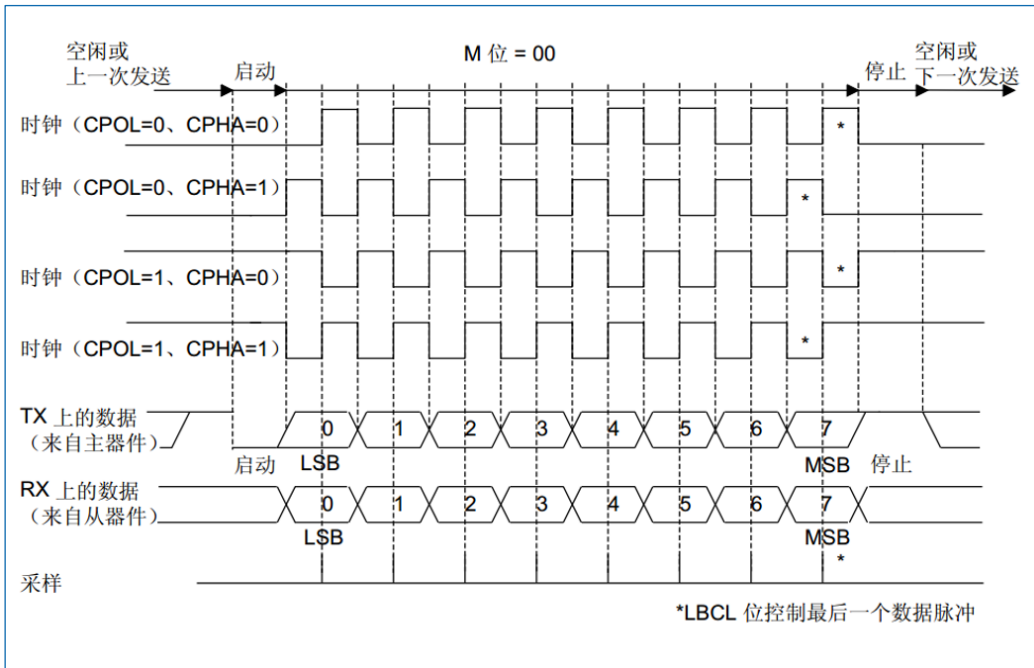 空闲或
上一次发送
启动
M 位 = 00
停止
空闲或
下一次发送
时钟（CPOL=0、CPHA=0）
*
时钟（CPOL=0、CPHA=1）
*
时钟（CPOL=1、CPHA=0）
*
时钟（CPOL=1、CPHA=1）
*
TX 上的数据
（来自主器件）
0 1 2 3 4 5 6 7
启动
LSB
MSB
停止
RX 上的数据
（来自从器件）
0 1 2 3 4 5 6 7
LSB
MSB
*
采样
*LBCL 位控制最后一个数据脉冲